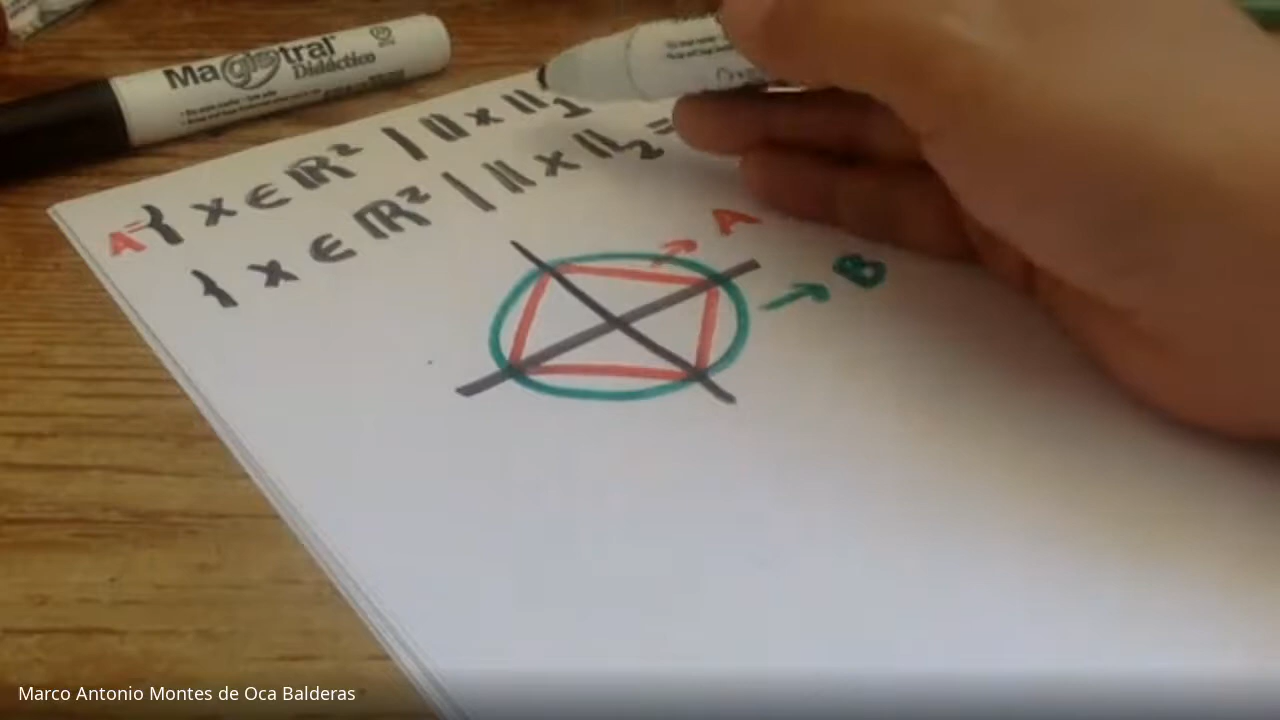 Magistral
Didáctico
A={ x ∈ ℝ² | ||x||₁
{ x ∈ ℝ² | ||x||₂ =
A
B
Marco Antonio Montes de Oca Balderas